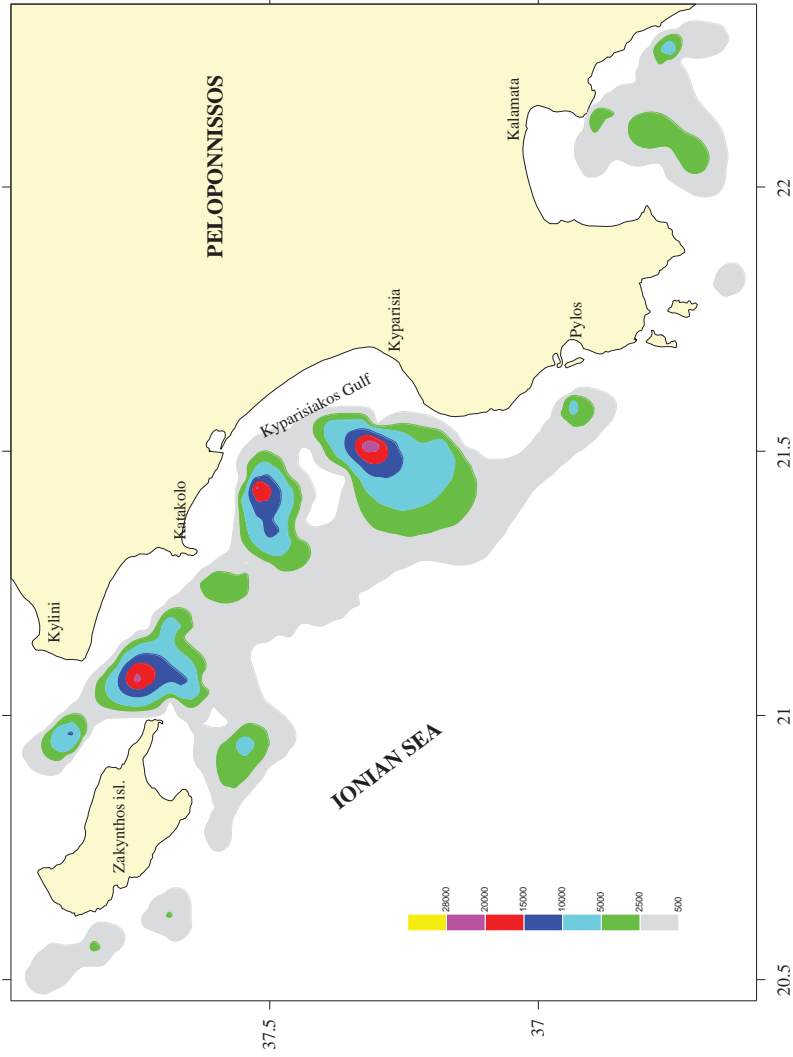 PELOPONNISSOS
Kalamata
Kyparisia
Pylos
Kyparisiakos Gulf
Katakolo
Kylini
Zakynthos isl.
IONIAN SEA
28000
20000
15000
10000
5000
2500
500
37.5
37
22
21.5
21
20.5